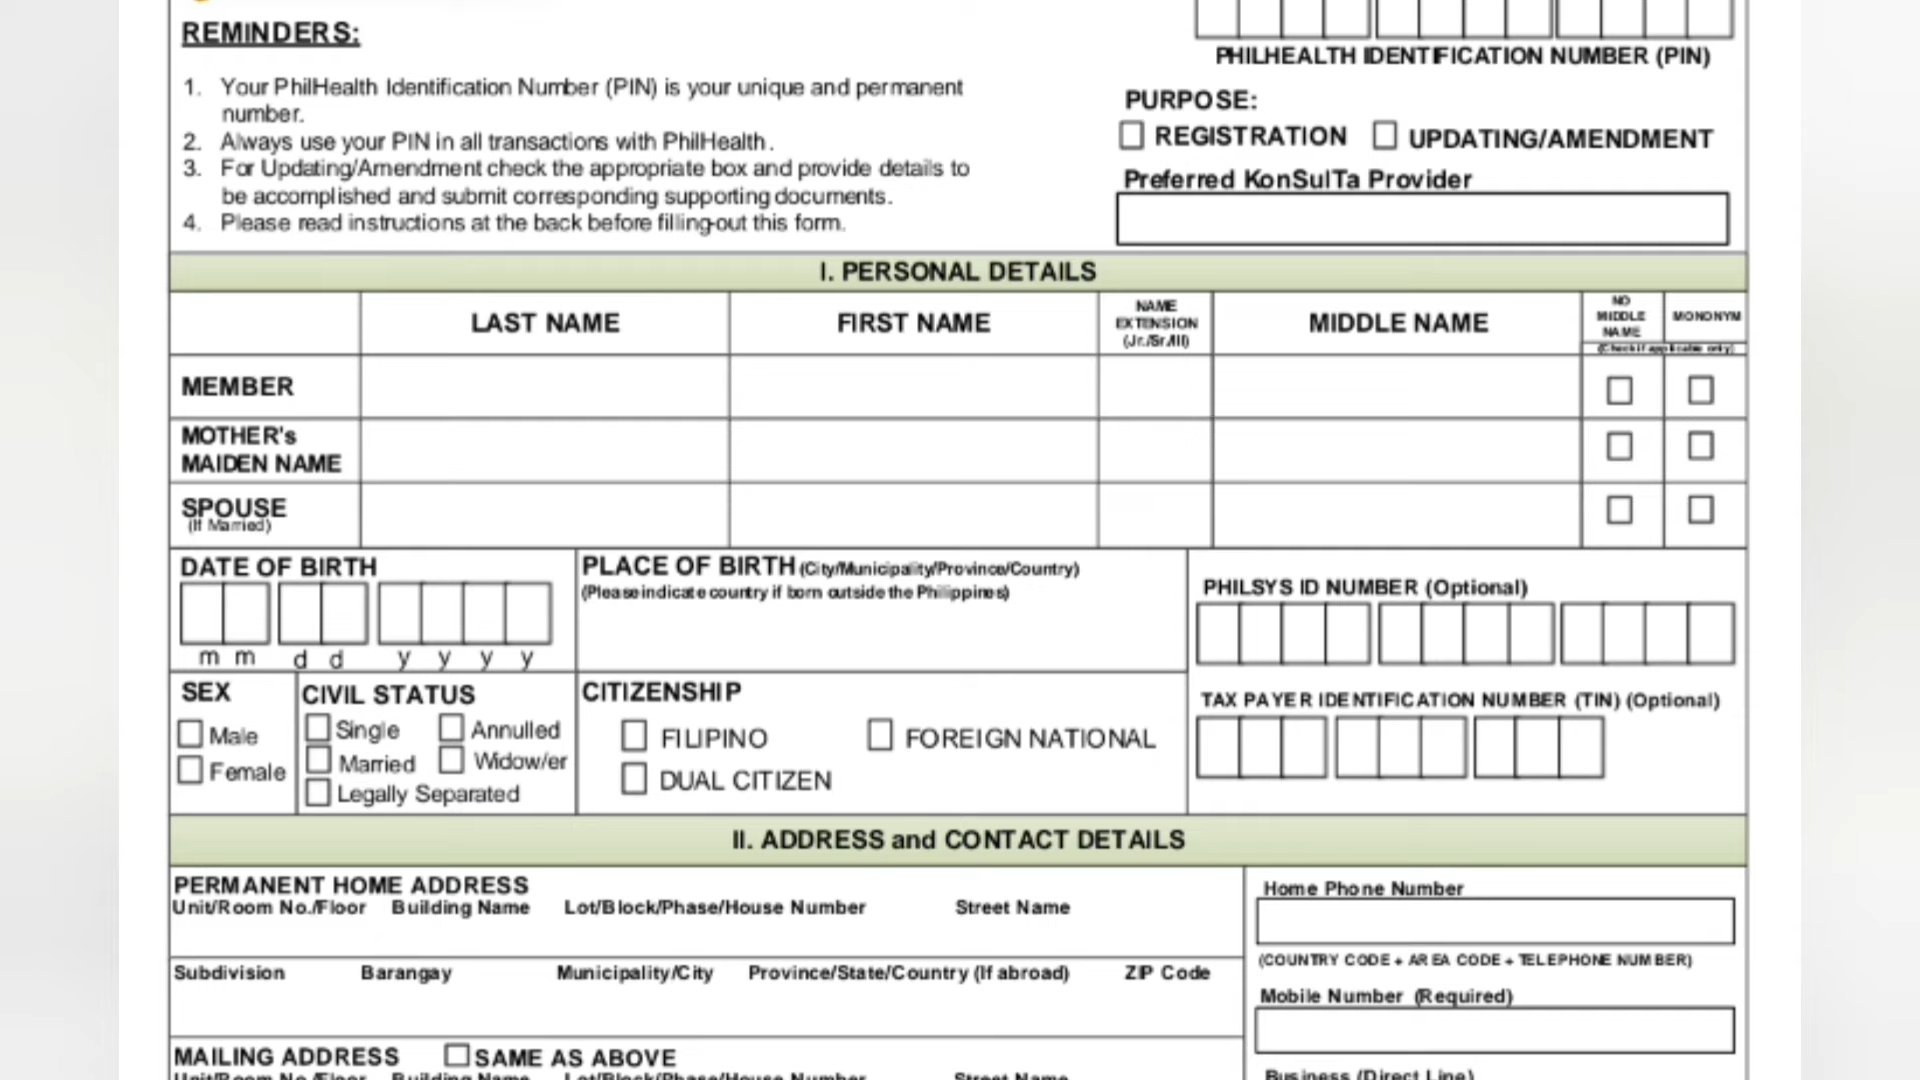 REMINDERS:
1. Your PhilHealth Identification Number (PIN) is your unique and permanent
number.
2. Always use your PIN in all transactions with PhilHealth.
3. For Updating/Amendment check the appropriate box and provide details to
be accomplished and submit corresponding supporting documents.
4. Please read instructions at the back before filling-out this form.
PHILHEALTH IDENTIFICATION NUMBER (PIN)
PURPOSE:
REGISTRATION UPDATING/AMENDMENT
Preferred KonSulTa Provider
I. PERSONAL DETAILS
LAST NAME FIRST NAME NAME EXTENSION (Jr./Sr./III) MIDDLE NAME NO MIDDLE NAME MONONYM
(Check if applicable only)
MEMBER
MOTHER's
MAIDEN NAME
SPOUSE
(If Married)
DATE OF BIRTH
m m d d y y y y
PLACE OF BIRTH (City/Municipality/Province/Country)
(Please indicate country if born outside the Philippines)
PHILSYS ID NUMBER (Optional)
SEX
Male
Female
CIVIL STATUS
Single Annulled
Married Widow/er
Legally Separated
CITIZENSHIP
FILIPINO FOREIGN NATIONAL
DUAL CITIZEN
TAX PAYER IDENTIFICATION NUMBER (TIN) (Optional)
II. ADDRESS and CONTACT DETAILS
PERMANENT HOME ADDRESS
Unit/Room No./Floor Building Name Lot/Block/Phase/House Number Street Name
Subdivision Barangay Municipality/City Province/State/Country (If abroad) ZIP Code
MAILING ADDRESS SAME AS ABOVE
Unit/Room No./Floor Building Name Lot/Block/Phase/House Number Street Name
Home Phone Number
(COUNTRY CODE + AREA CODE + TELEPHONE NUMBER)
Mobile Number (Required)
Business (Direct Line)